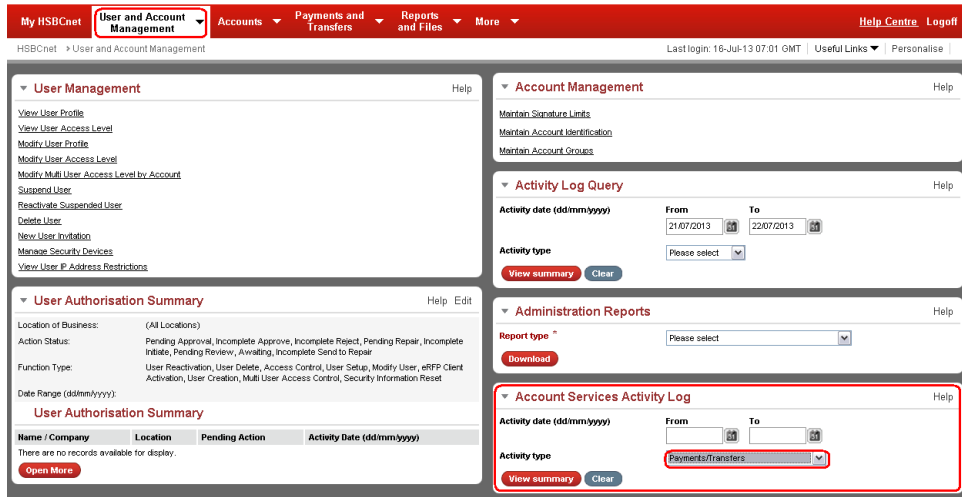 My HSBCnet
User and Account Management
Accounts
Payments and Transfers
Reports and Files
More
Help Centre Logoff
HSBCnet > User and Account Management
Last login: 16-Jul-13 07:01 GMT
Useful Links
Personalise
User Management
Help
View User Profile
View User Access Level
Modify User Profile
Modify User Access Level
Modify Multi User Access Level by Account
Suspend User
Reactivate Suspended User
Delete User
New User Invitation
Manage Security Devices
View User IP Address Restrictions
User Authorisation Summary
Help Edit
Location of Business: (All Locations)
Action Status: Pending Approval, Incomplete Approve, Incomplete Reject, Pending Repair, Incomplete
Initiate, Pending Review, Awaiting, Incomplete Send to Repair
Function Type: User Reactivation, User Delete, Access Control, User Setup, Modify User, eRFP Client
Activation, User Creation, Multi User Access Control, Security Information Reset
Date Range (dd/mm/yyyy):
User Authorisation Summary
Name / Company Location Pending Action Activity Date (dd/mm/yyyy)
There are no records available for display.
Open More
Account Management
Help
Maintain Signature Limits
Maintain Account Identification
Maintain Account Groups
Activity Log Query
Help
Activity date (dd/mm/yyyy) From To
21/07/2013 22/07/2013
Activity type Please select
View summary Clear
Administration Reports
Help
Report type * Please select
Download
Account Services Activity Log
Help
Activity date (dd/mm/yyyy) From To
Activity type Payments/Transfers
View summary Clear